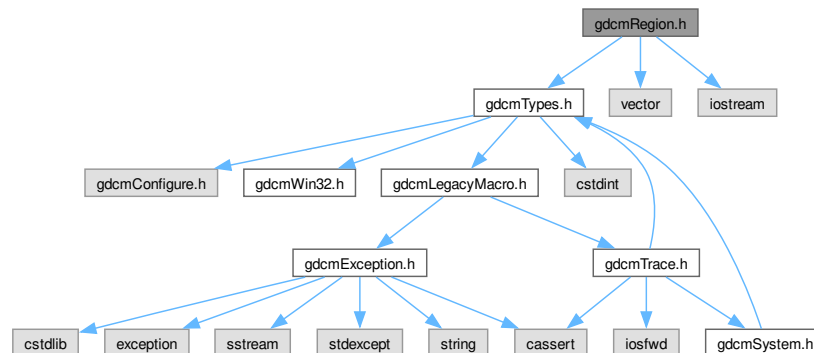 gdcmRegion.h
gdcmTypes.h
vector
iostream
gdcmConfigure.h
gdcmWin32.h
gdcmLegacyMacro.h
cstdint
gdcmException.h
gdcmTrace.h
cstdlib
exception
sstream
stdexcept
string
cassert
iosfwd
gdcmSystem.h